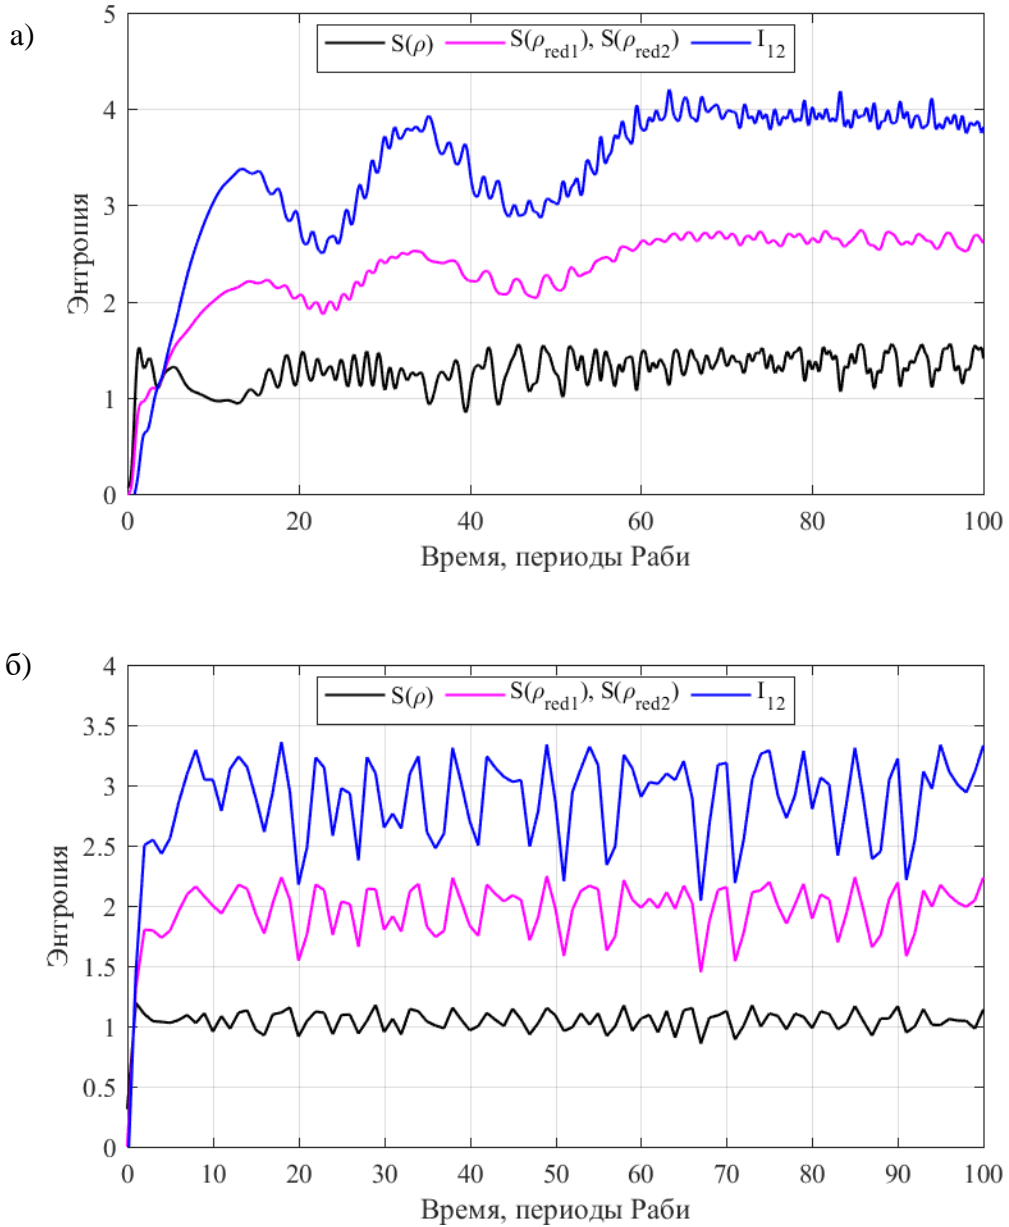 а)
5
4
3
2
1
0
Энтропия
S(ρ) S(ρred1), S(ρred2) I12
0 20 40 60 80 100
Время, периоды Раби
б)
4
3.5
3
2.5
2
1.5
1
0.5
0
Энтропия
S(ρ) S(ρred1), S(ρred2) I12
0 10 20 30 40 50 60 70 80 90 100
Время, периоды Раби